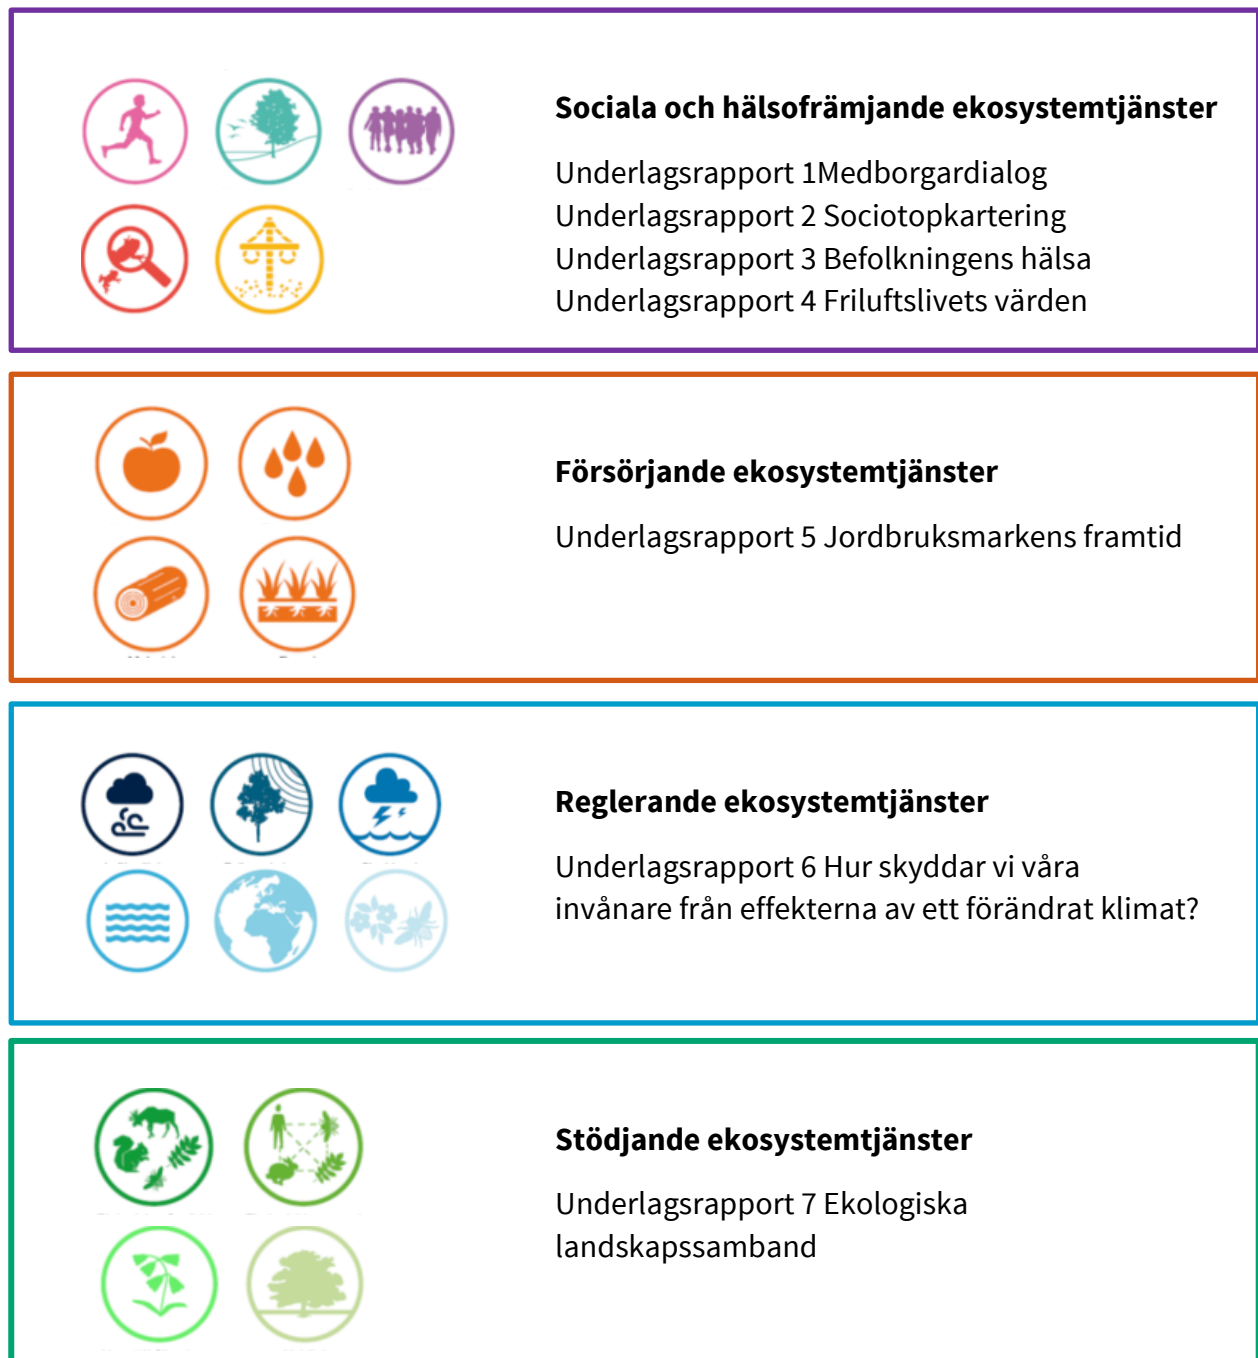 Sociala och hälsofrämjande ekosystemtjänster
Underlagsrapport 1Medborgardialog
Underlagsrapport 2 Sociotopkartering
Underlagsrapport 3 Befolkningens hälsa
Underlagsrapport 4 Friluftslivets värden
Försörjande ekosystemtjänster
Underlagsrapport 5 Jordbruksmarkens framtid
Reglerande ekosystemtjänster
Underlagsrapport 6 Hur skyddar vi våra
invånare från effekterna av ett förändrat klimat?
Stödjande ekosystemtjänster
Underlagsrapport 7 Ekologiska
landskapssamband